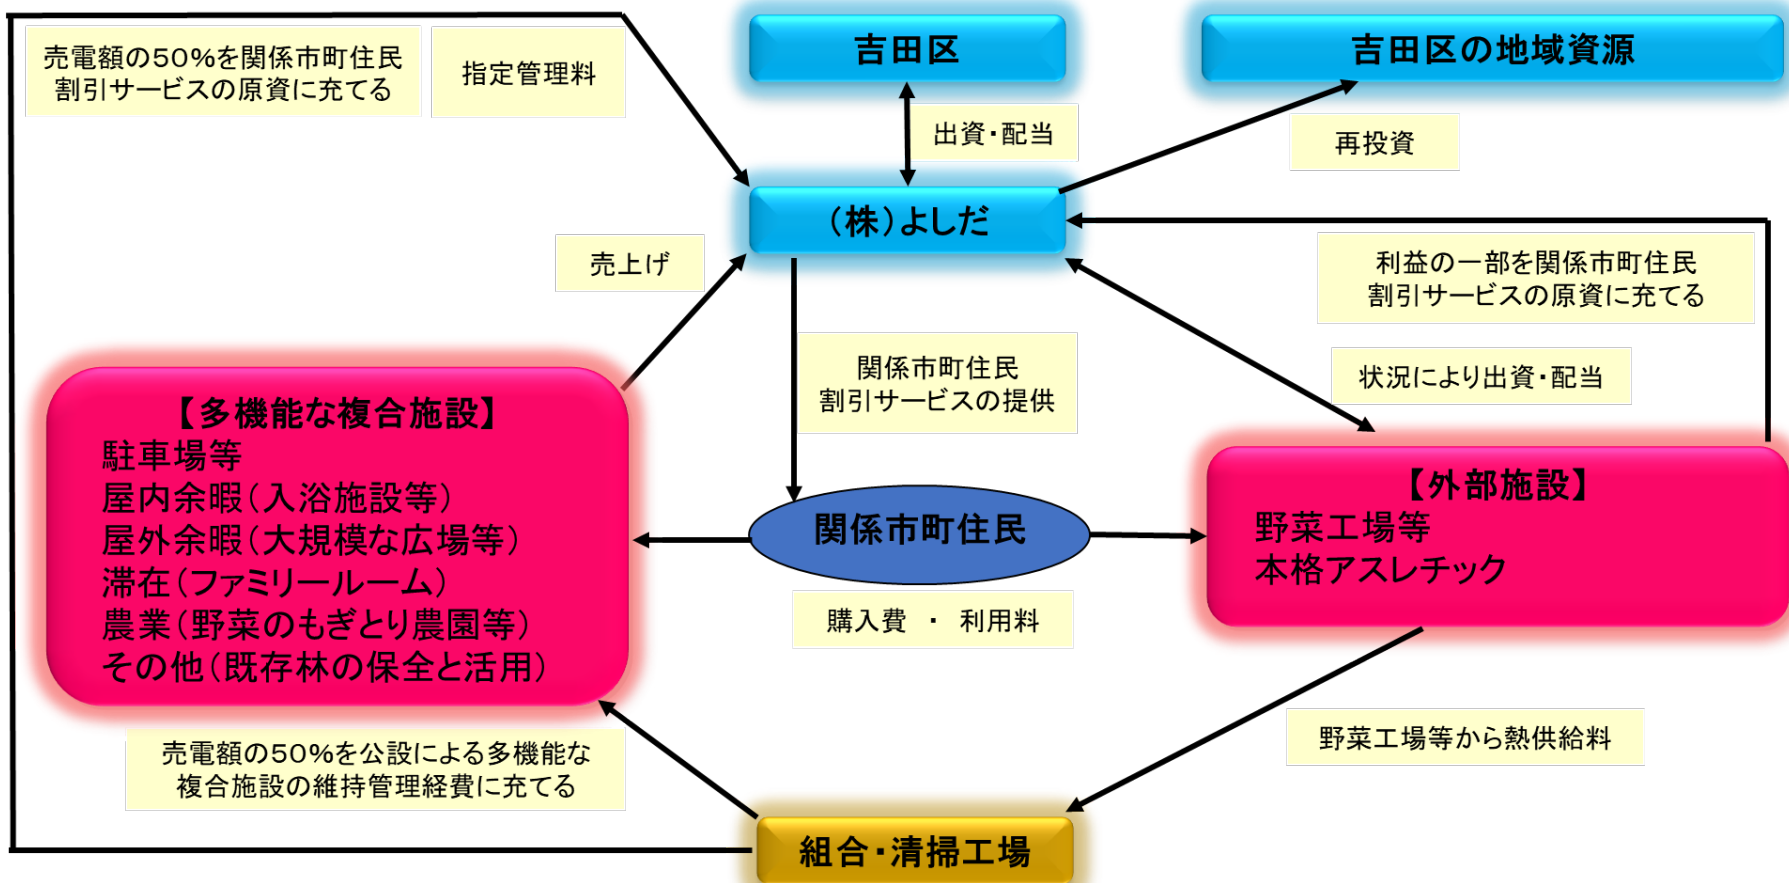 売電額の50%を関係市町住民
割引サービスの原資に充てる
指定管理料
吉田区
吉田区の地域資源
出資・配当
再投資
(株)よしだ
売上げ
利益の一部を関係市町住民
割引サービスの原資に充てる
関係市町住民
割引サービスの提供
状況により出資・配当
【多機能な複合施設】
駐車場等
屋内余暇(入浴施設等)
屋外余暇(大規模な広場等)
滞在(ファミリールーム)
農業(野菜のもぎとり農園等)
その他(既存林の保全と活用)
関係市町住民
購入費 ・ 利用料
【外部施設】
野菜工場等
本格アスレチック
売電額の50%を公設による多機能な
複合施設の維持管理経費に充てる
野菜工場等から熱供給料
組合・清掃工場